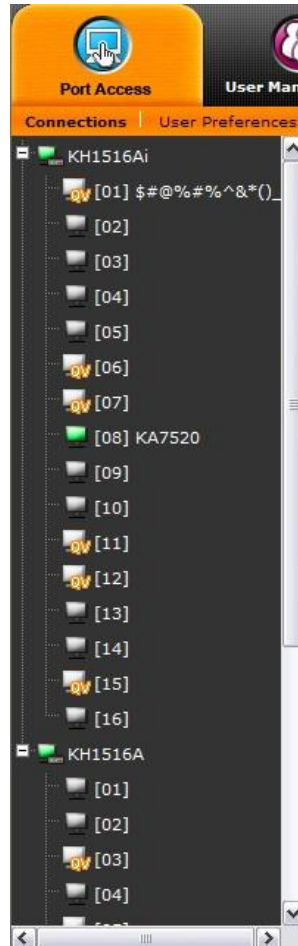 Port Access
User Man
Connections
User Preferences
KH1516Ai
QV [01] $#@%#%^&*()_
[02]
[03]
[04]
[05]
QV [06]
QV [07]
[08] KA7520
[09]
[10]
QV [11]
QV [12]
[13]
[14]
QV [15]
[16]
KH1516A
[01]
[02]
QV [03]
[04]